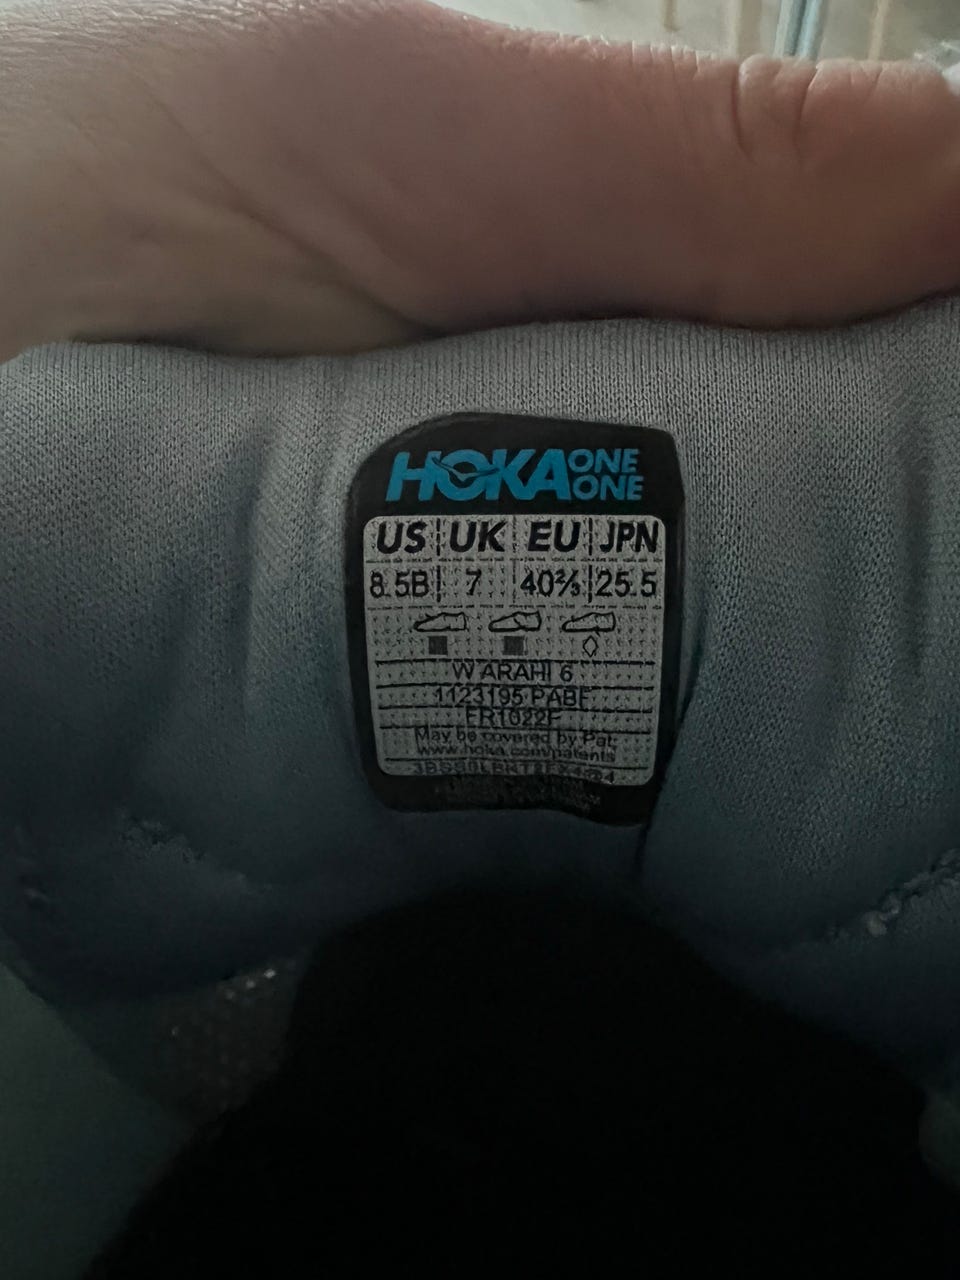 HOKA ONE ONE
US UK EU JPN
8.5B 7 40⅔ 25.5
W ARAHI 6
1123195 PABF
FR1022F
May be covered by Pat:
www.hoka.com/patents